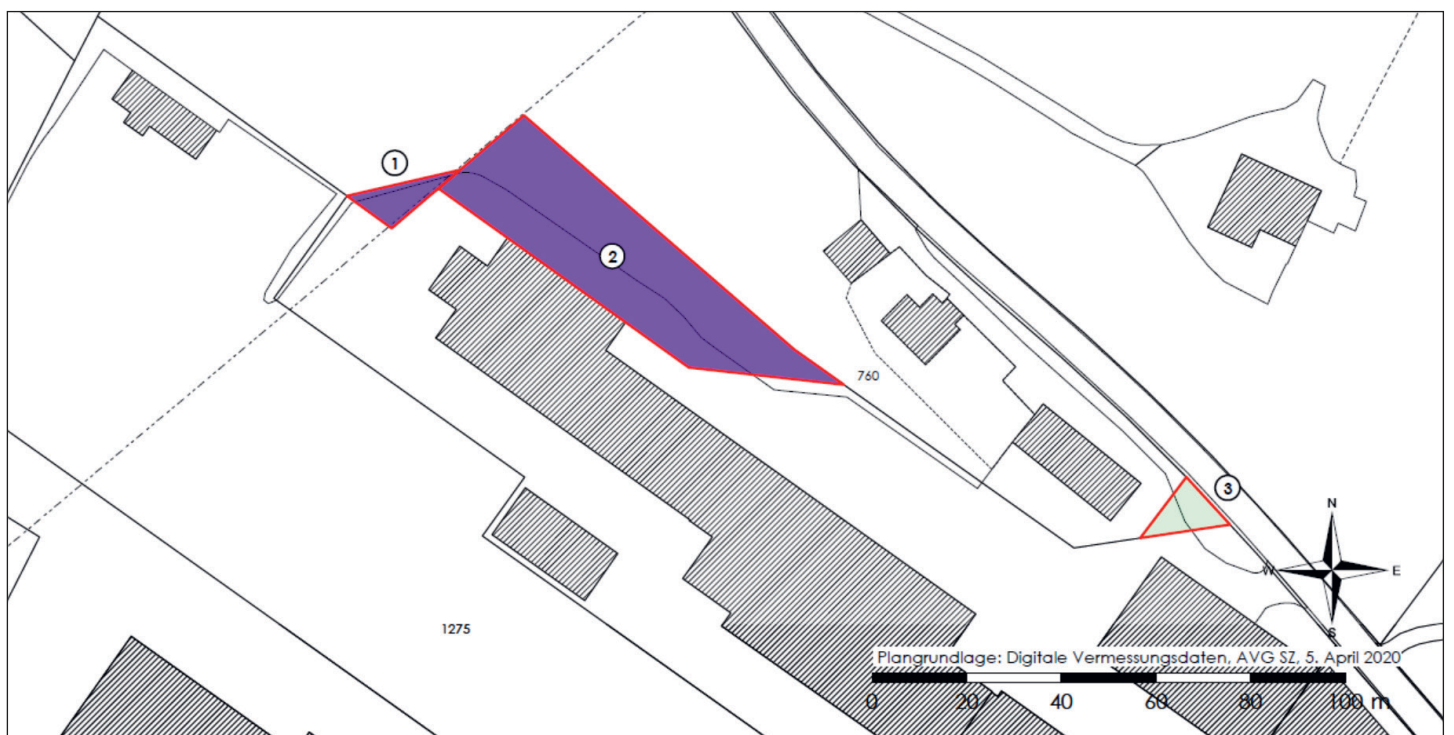 1
2
760
3
N
W E
S
1275
Plangrundlage: Digitale Vermessungsdaten, AVG SZ, 5. April 2020
0 20 40 60 80 100 m